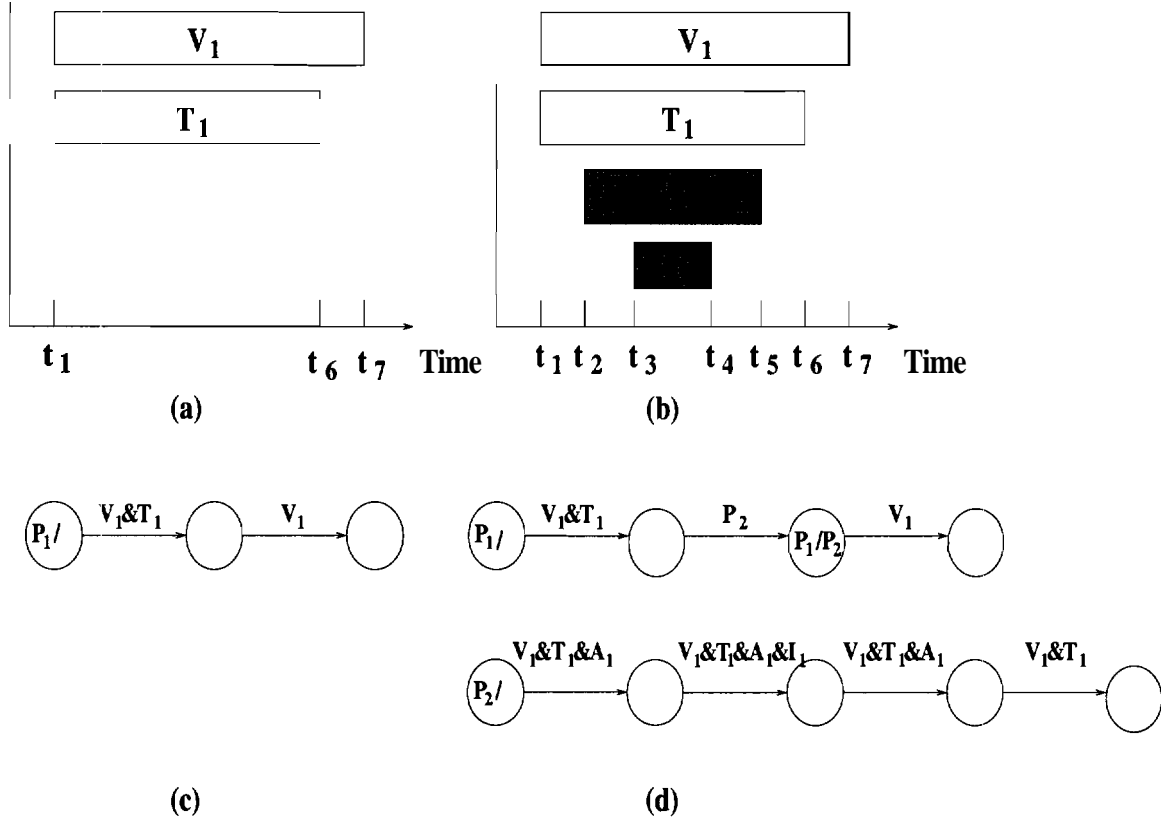 V1
T1
t1 t6 t7 Time
(a)
V1
T1
t1 t2 t3 t4 t5 t6 t7 Time
(b)
P1/ V1&T1 V1
(c)
P1/ V1&T1 P2 P1/P2 V1
P2/ V1&T1&A1 V1&T1&A1&I1 V1&T1&A1 V1&T1
(d)